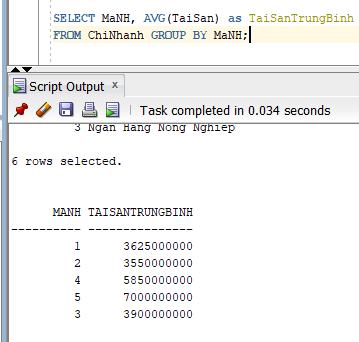 SELECT MaNH, AVG(TaiSan) as TaiSanTrungBinh
FROM ChiNhanh GROUP BY MaNH;
Script Output x
Task completed in 0.034 seconds
3 Ngan Hang Nong Nghiep
6 rows selected.
MANH TAISANTRUNGBINH
---------- ---------------
1 3625000000
2 3550000000
4 5850000000
5 7000000000
3 3900000000